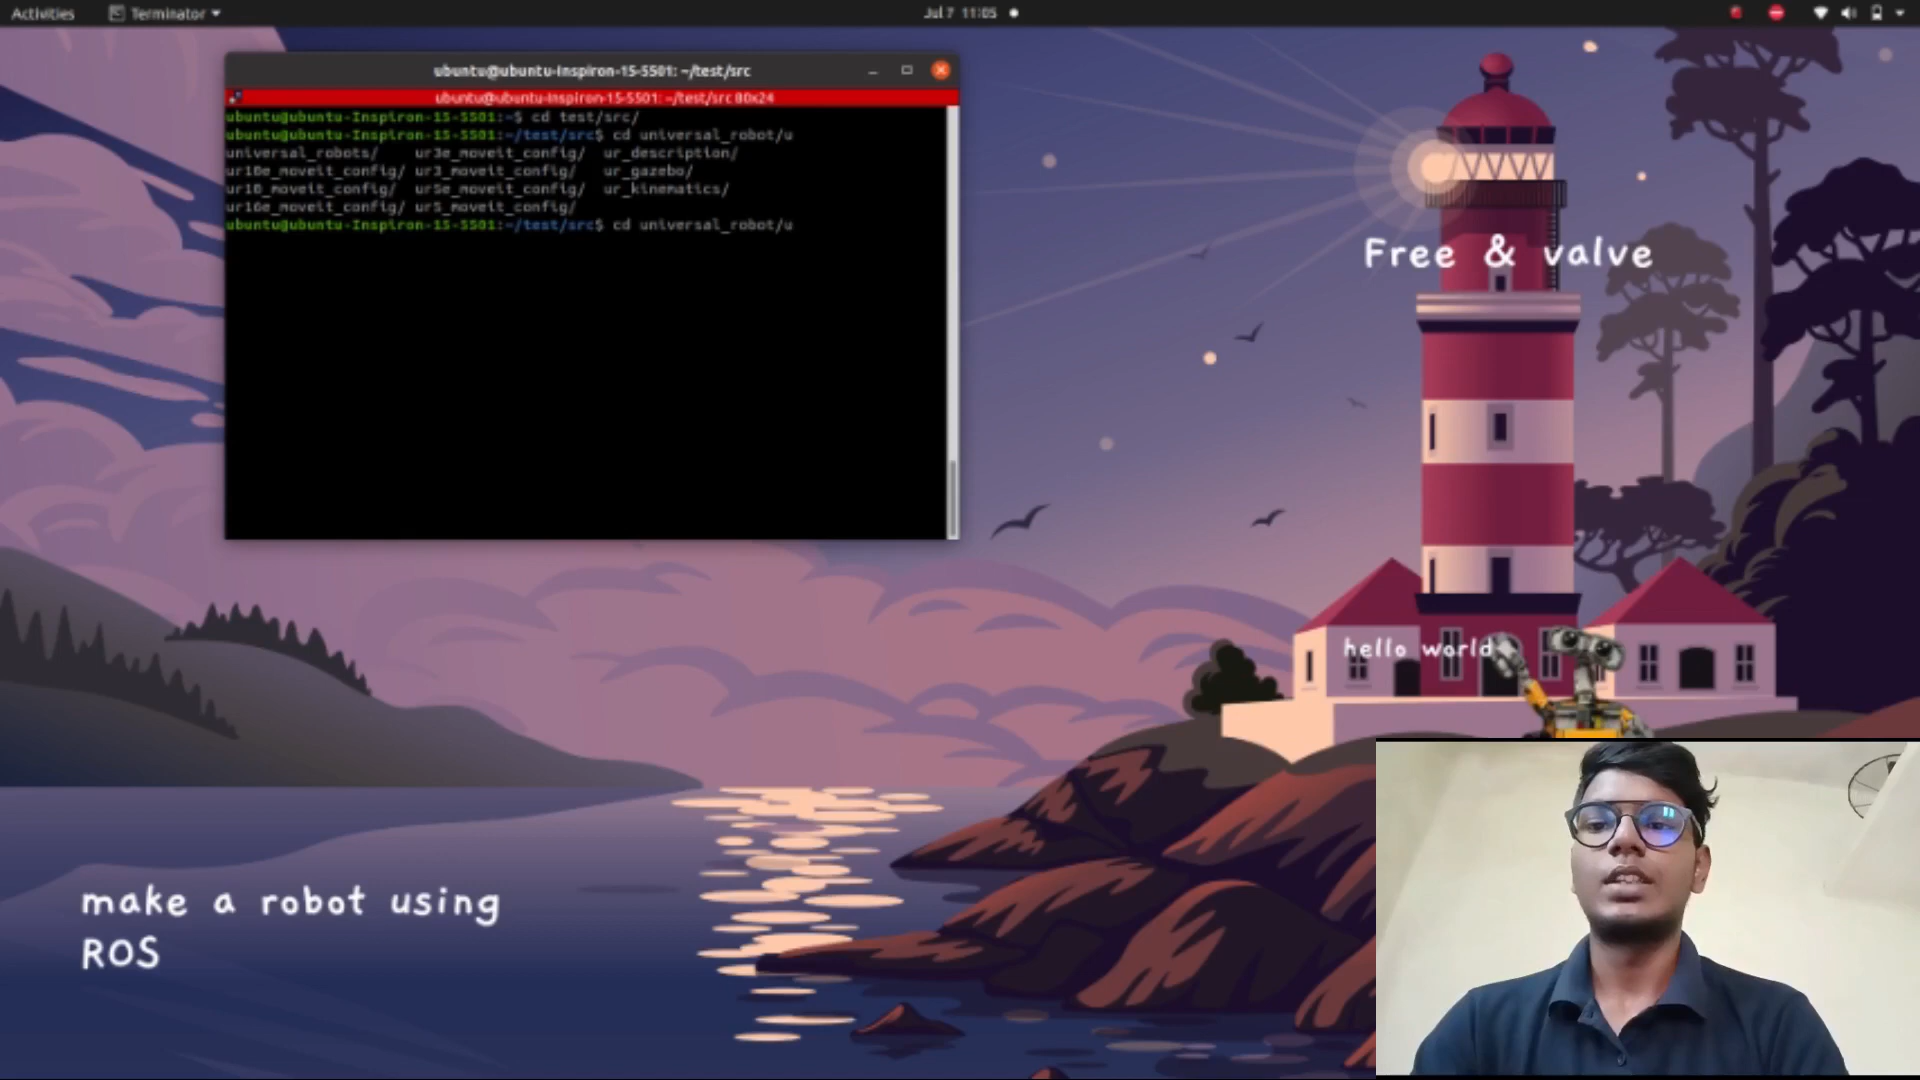 Activities
Terminator
Jul 7 11:05
ubuntu@ubuntu-Inspiron-15-5501: ~/test/src
ubuntu@ubuntu-Inspiron-15-5501: ~/test/src 80x24
ubuntu@ubuntu-Inspiron-15-5501:~$ cd test/src/
ubuntu@ubuntu-Inspiron-15-5501:~/test/src$ cd universal_robot/u
universal_robots/ ur3e_moveit_config/ ur_description/
ur10e_moveit_config/ ur3_moveit_config/ ur_gazebo/
ur10_moveit_config/ ur5e_moveit_config/ ur_kinematics/
ur16e_moveit_config/ ur5_moveit_config/
ubuntu@ubuntu-Inspiron-15-5501:~/test/src$ cd universal_robot/u
Free & valve
hello world
make a robot using
ROS